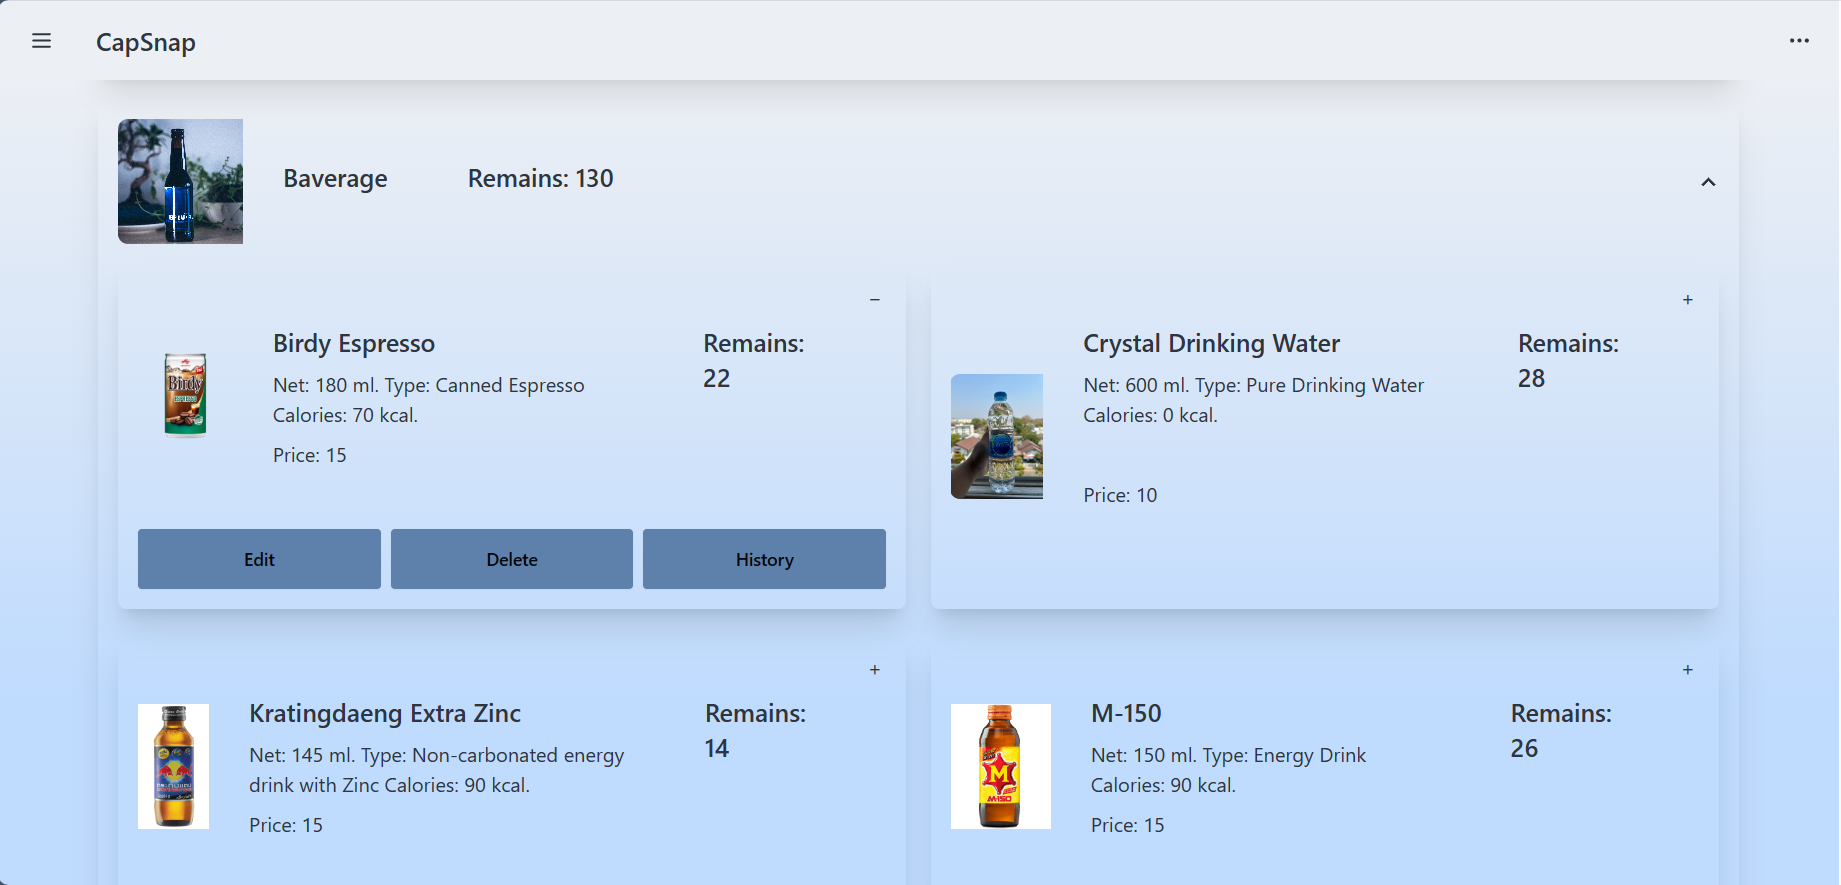 CapSnap
Baverage
Remains: 130
Birdy Espresso
Remains:
22
Net: 180 ml. Type: Canned Espresso
Calories: 70 kcal.
Price: 15
Birdy
Edit
Delete
History
Crystal Drinking Water
Remains:
28
Net: 600 ml. Type: Pure Drinking Water
Calories: 0 kcal.
Price: 10
Kratingdaeng Extra Zinc
Remains:
14
Net: 145 ml. Type: Non-carbonated energy
drink with Zinc Calories: 90 kcal.
Price: 15
M-150
Remains:
26
Net: 150 ml. Type: Energy Drink
Calories: 90 kcal.
Price: 15
M
M-150